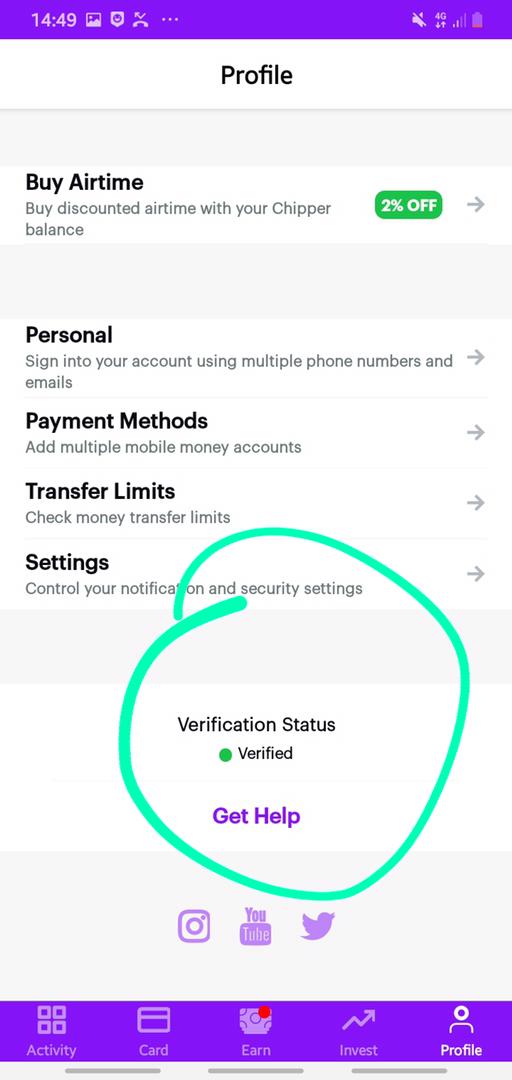 14:49
4G
Profile
Buy Airtime
Buy discounted airtime with your Chipper
balance
2% OFF
Personal
Sign into your account using multiple phone numbers and
emails
Payment Methods
Add multiple mobile money accounts
Transfer Limits
Check money transfer limits
Settings
Control your notification and security settings
Verification Status
Verified
Get Help
You
Tube
Activity
Card
Earn
Invest
Profile